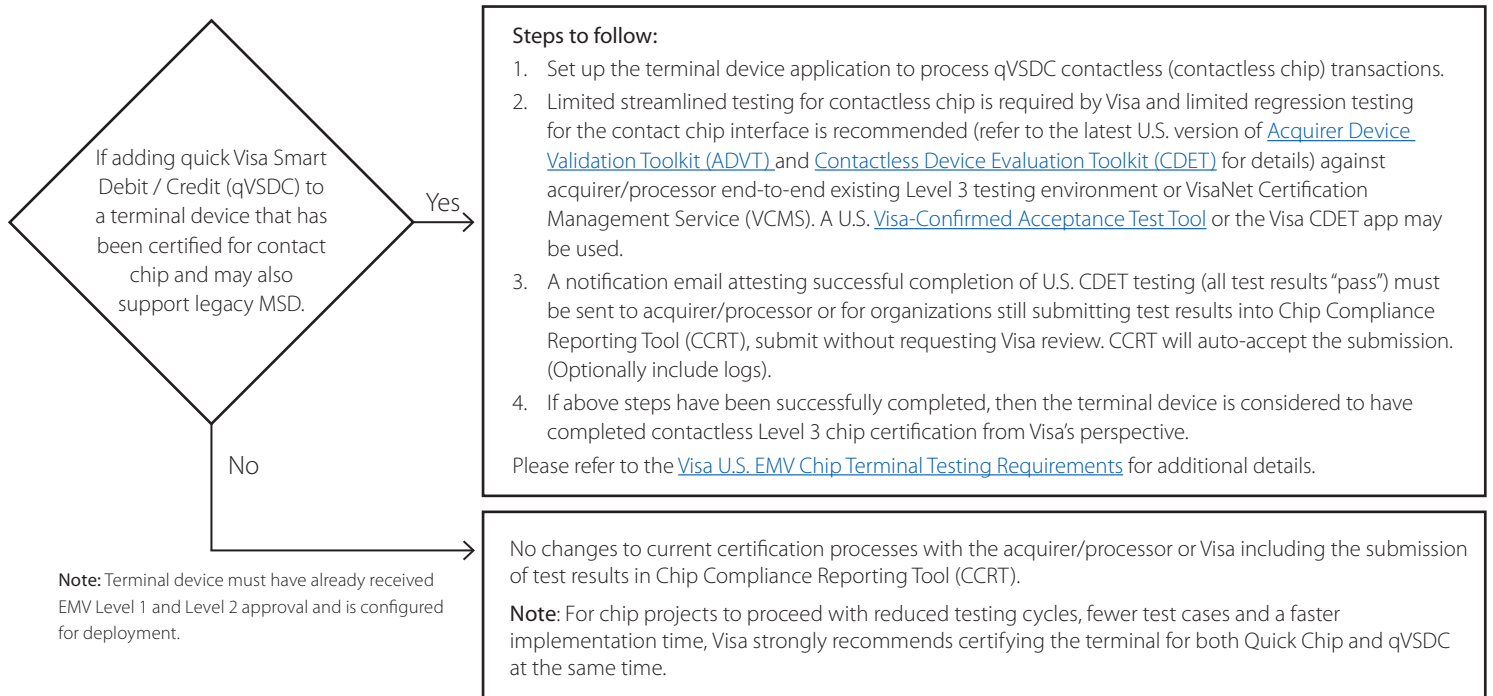 If adding quick Visa Smart
Debit / Credit (qVSDC) to
a terminal device that has
been certified for contact
chip and may also
support legacy MSD.
Yes
No
Note: Terminal device must have already received
EMV Level 1 and Level 2 approval and is configured
for deployment.
Steps to follow:
1. Set up the terminal device application to process qVSDC contactless (contactless chip) transactions.
2. Limited streamlined testing for contactless chip is required by Visa and limited regression testing
for the contact chip interface is recommended (refer to the latest U.S. version of Acquirer Device
Validation Toolkit (ADVT) and Contactless Device Evaluation Toolkit (CDET) for details) against
acquirer/processor end-to-end existing Level 3 testing environment or VisaNet Certification
Management Service (VCMS). A U.S. Visa-Confirmed Acceptance Test Tool or the Visa CDET app may
be used.
3. A notification email attesting successful completion of U.S. CDET testing (all test results “pass”) must
be sent to acquirer/processor or for organizations still submitting test results into Chip Compliance
Reporting Tool (CCRT), submit without requesting Visa review. CCRT will auto-accept the submission.
(Optionally include logs).
4. If above steps have been successfully completed, then the terminal device is considered to have
completed contactless Level 3 chip certification from Visa’s perspective.
Please refer to the Visa U.S. EMV Chip Terminal Testing Requirements for additional details.
No changes to current certification processes with the acquirer/processor or Visa including the submission
of test results in Chip Compliance Reporting Tool (CCRT).
Note: For chip projects to proceed with reduced testing cycles, fewer test cases and a faster
implementation time, Visa strongly recommends certifying the terminal for both Quick Chip and qVSDC
at the same time.